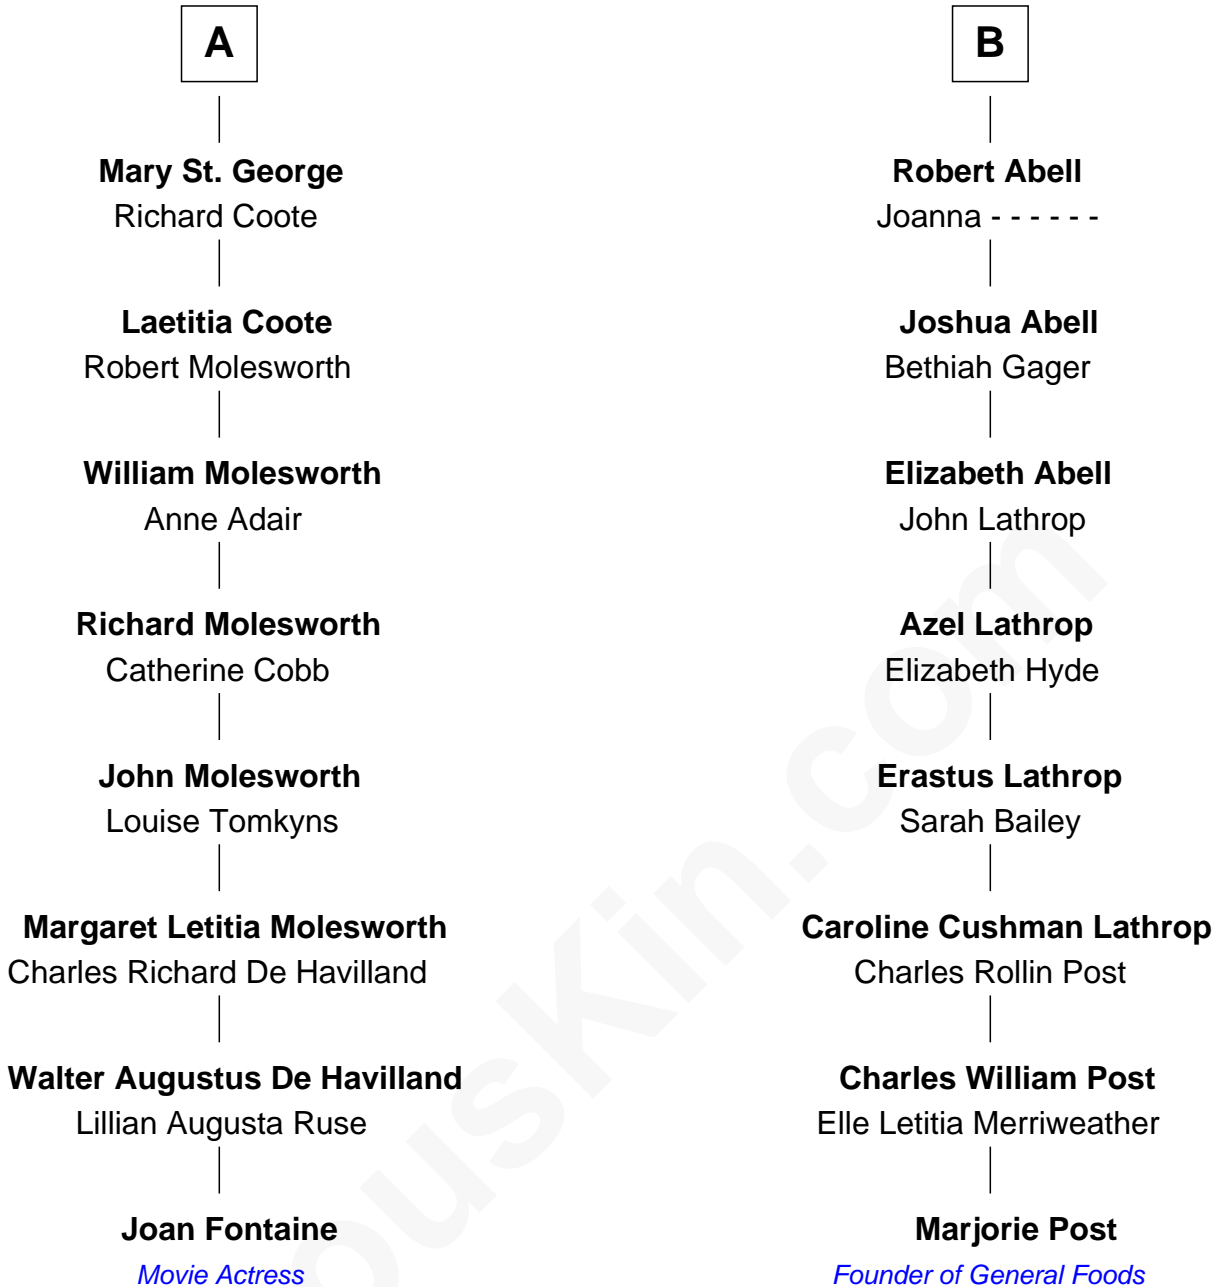 A
Mary St. George
Richard Coote
Laetitia Coote
Robert Molesworth
William Molesworth
Anne Adair
Richard Molesworth
Catherine Cobb
John Molesworth
Louise Tomkyns
Margaret Letitia Molesworth
Charles Richard De Havilland
Walter Augustus De Havilland
Lillian Augusta Ruse
Joan Fontaine
Movie Actress
B
Robert Abell
Joanna - - - - - -
Joshua Abell
Bethiah Gager
Elizabeth Abell
John Lathrop
Azel Lathrop
Elizabeth Hyde
Erastus Lathrop
Sarah Bailey
Caroline Cushman Lathrop
Charles Rollin Post
Charles William Post
Elle Letitia Merriweather
Marjorie Post
Founder of General Foods
ousKin.com